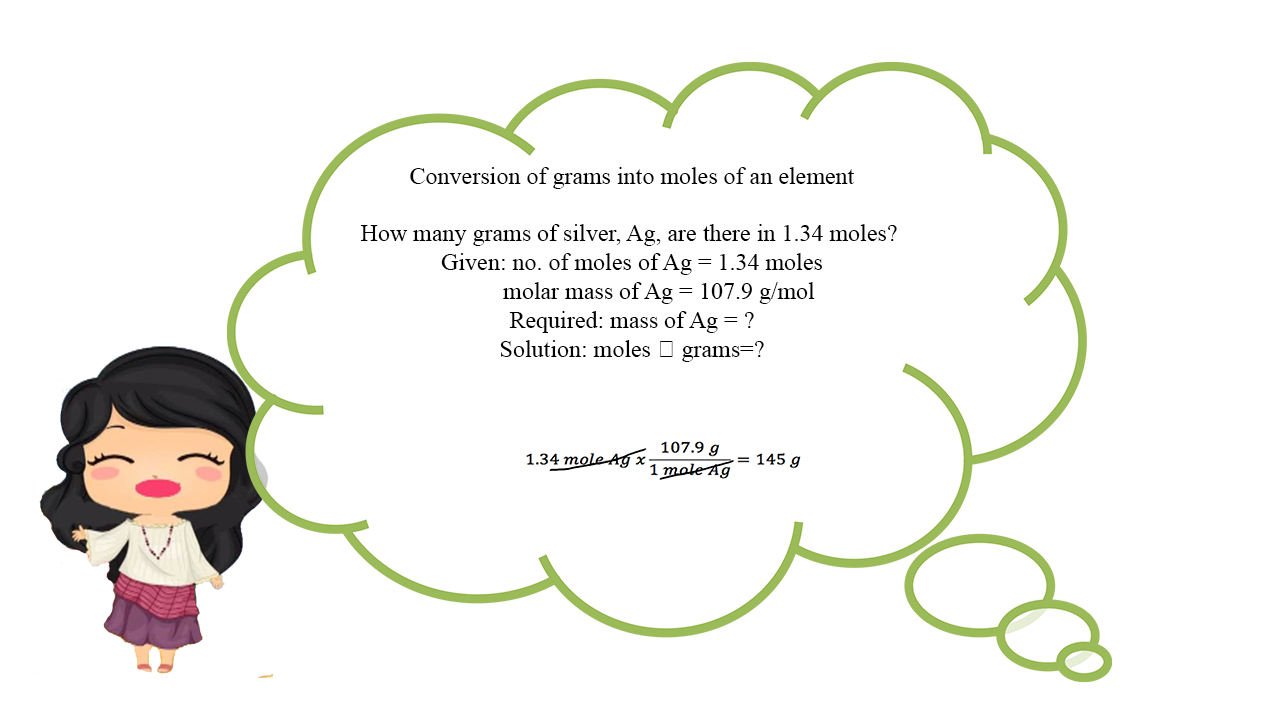 Conversion of grams into moles of an element
How many grams of silver, Ag, are there in 1.34 moles?
Given: no. of moles of Ag = 1.34 moles
molar mass of Ag = 107.9 g/mol
Required: mass of Ag = ?
Solution: moles □ grams=?
1.34 mole Ag x 107.9 g / 1 mole Ag = 145 g